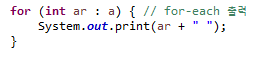 for (int ar : a) { // for-each 출력
    System.out.print(ar + " ");
}